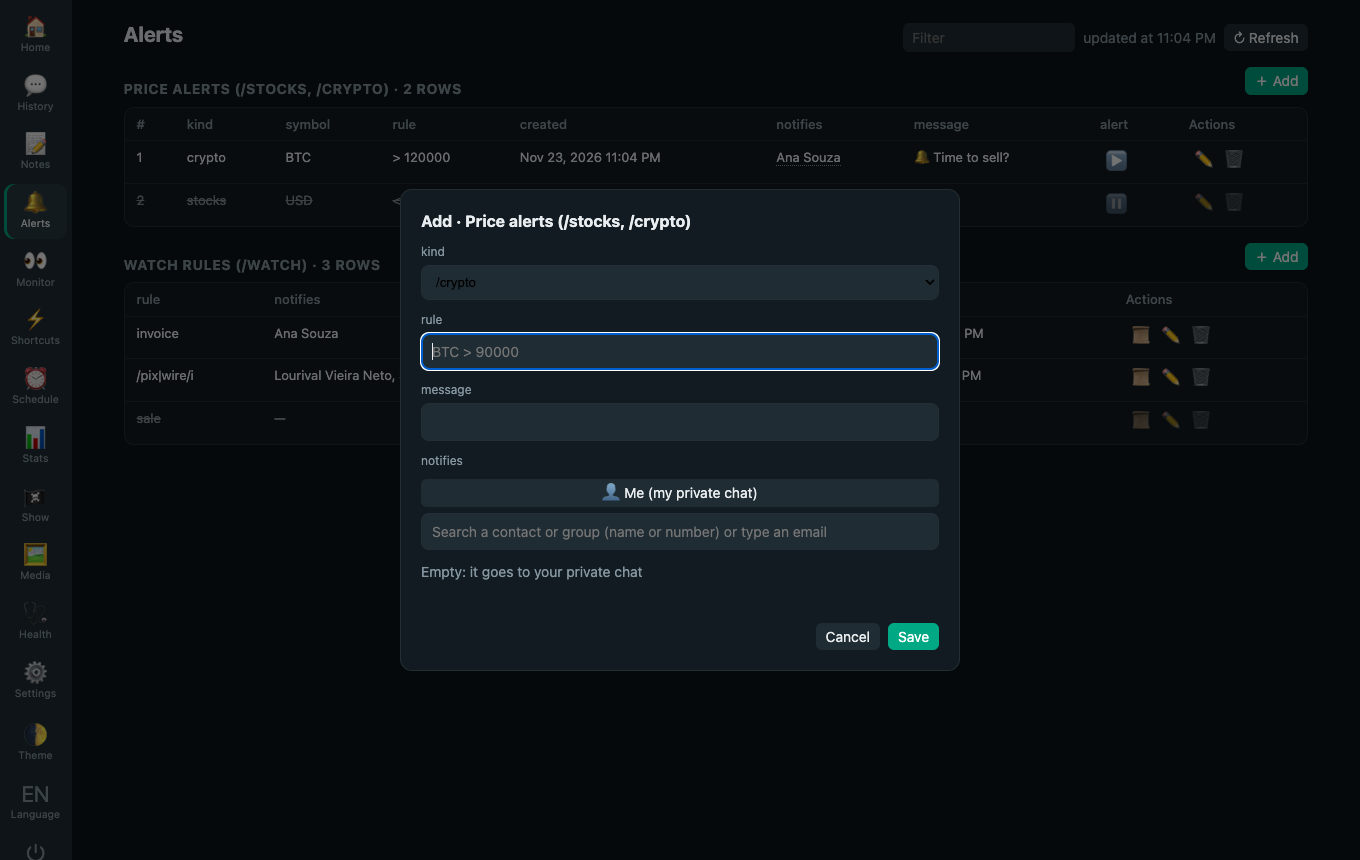 Home
History
Notes
Alerts
Monitor
Shortcuts
Schedule
Stats
Show
Media
Health
Settings
Theme
EN
Language
Alerts
Filter
updated at 11:04 PM
Refresh
PRICE ALERTS (/STOCKS, /CRYPTO) · 2 ROWS
+ Add
# kind symbol rule created notifies message alert Actions
1 crypto BTC > 120000 Nov 23, 2026 11:04 PM Ana Souza 🔔 Time to sell?
2 stocks USD <
WATCH RULES (/WATCH) · 3 ROWS
+ Add
rule notifies Actions
invoice Ana Souza PM
/pix|wire/i Lourival Vieira Neto, PM
sale —
Add · Price alerts (/stocks, /crypto)
kind
/crypto
rule
BTC > 90000
message
notifies
👤 Me (my private chat)
Search a contact or group (name or number) or type an email
Empty: it goes to your private chat
Cancel
Save